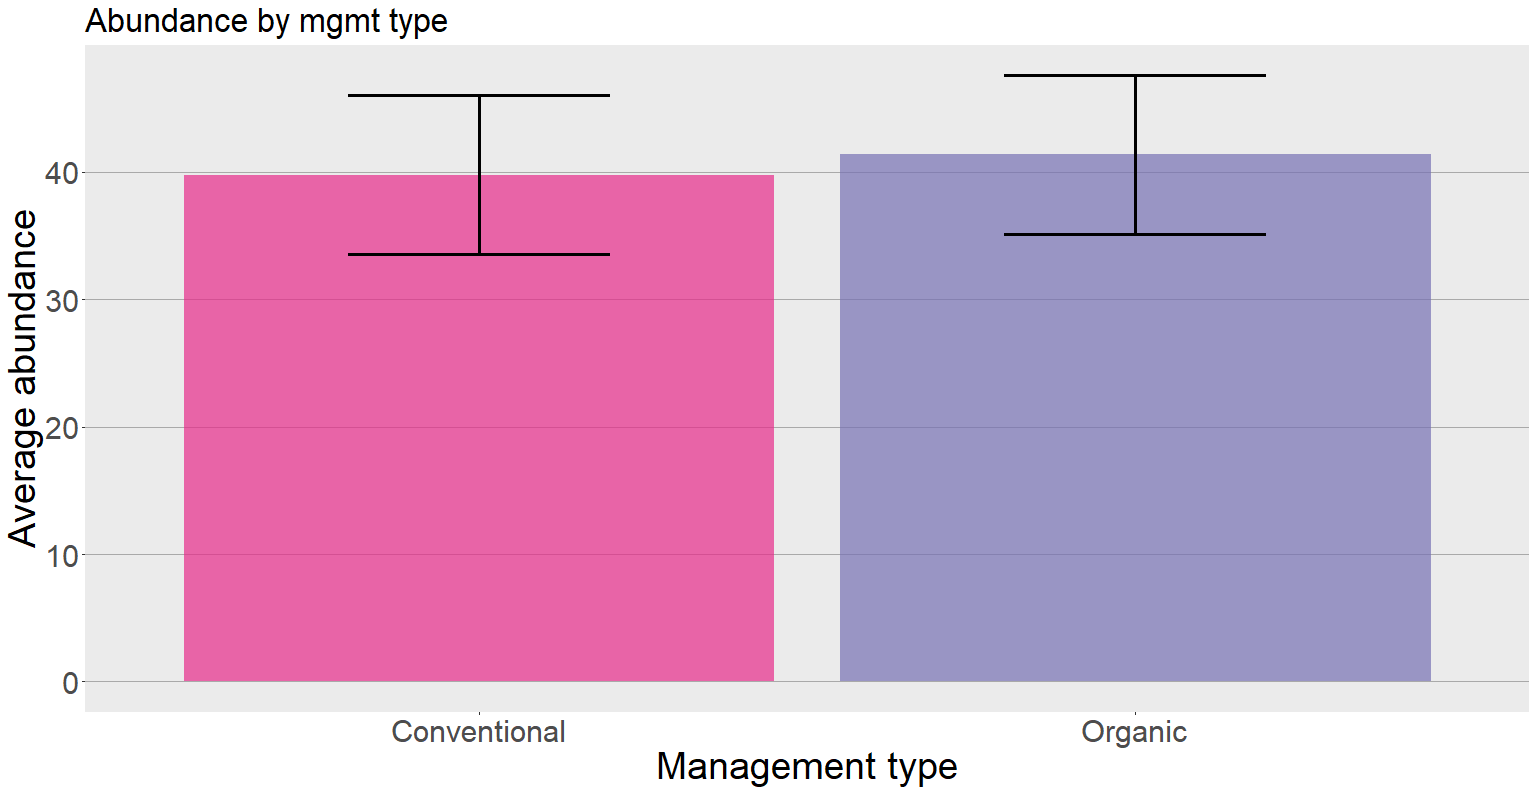 Abundance by mgmt type
Average abundance
40
30
20
10
0
Conventional Organic
Management type